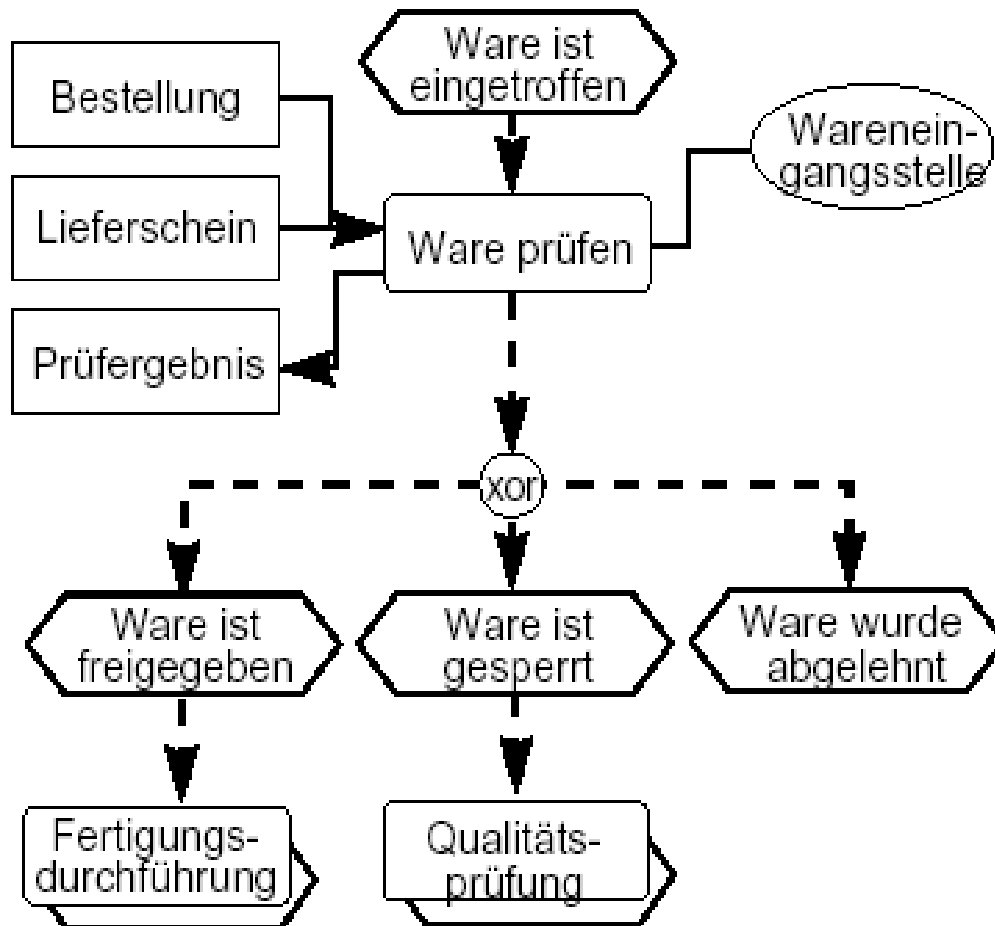 Ware ist
eingetroffen
Bestellung
Warenein-
gangsstelle
Lieferschein
Ware prüfen
Prüfergebnis
xor
Ware ist
freigegeben
Ware ist
gesperrt
Ware wurde
abgelehnt
Fertigungs-
durchführung
Qualitäts-
prüfung